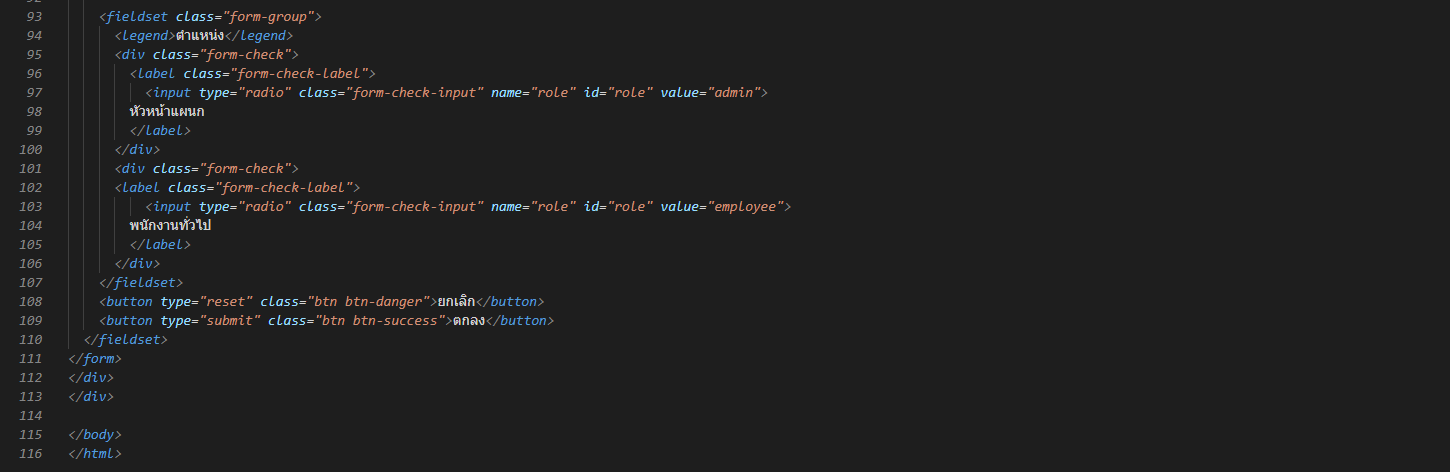 93 <fieldset class="form-group">
94 <legend>ตำแหน่ง</legend>
95 <div class="form-check">
96 <label class="form-check-label">
97 <input type="radio" class="form-check-input" name="role" id="role" value="admin">
98 หัวหน้าแผนก
99 </label>
100 </div>
101 <div class="form-check">
102 <label class="form-check-label">
103 <input type="radio" class="form-check-input" name="role" id="role" value="employee">
104 พนักงานทั่วไป
105 </label>
106 </div>
107 </fieldset>
108 <button type="reset" class="btn btn-danger">ยกเลิก</button>
109 <button type="submit" class="btn btn-success">ตกลง</button>
110 </fieldset>
111 </form>
112 </div>
113 </div>
114
115 </body>
116 </html>